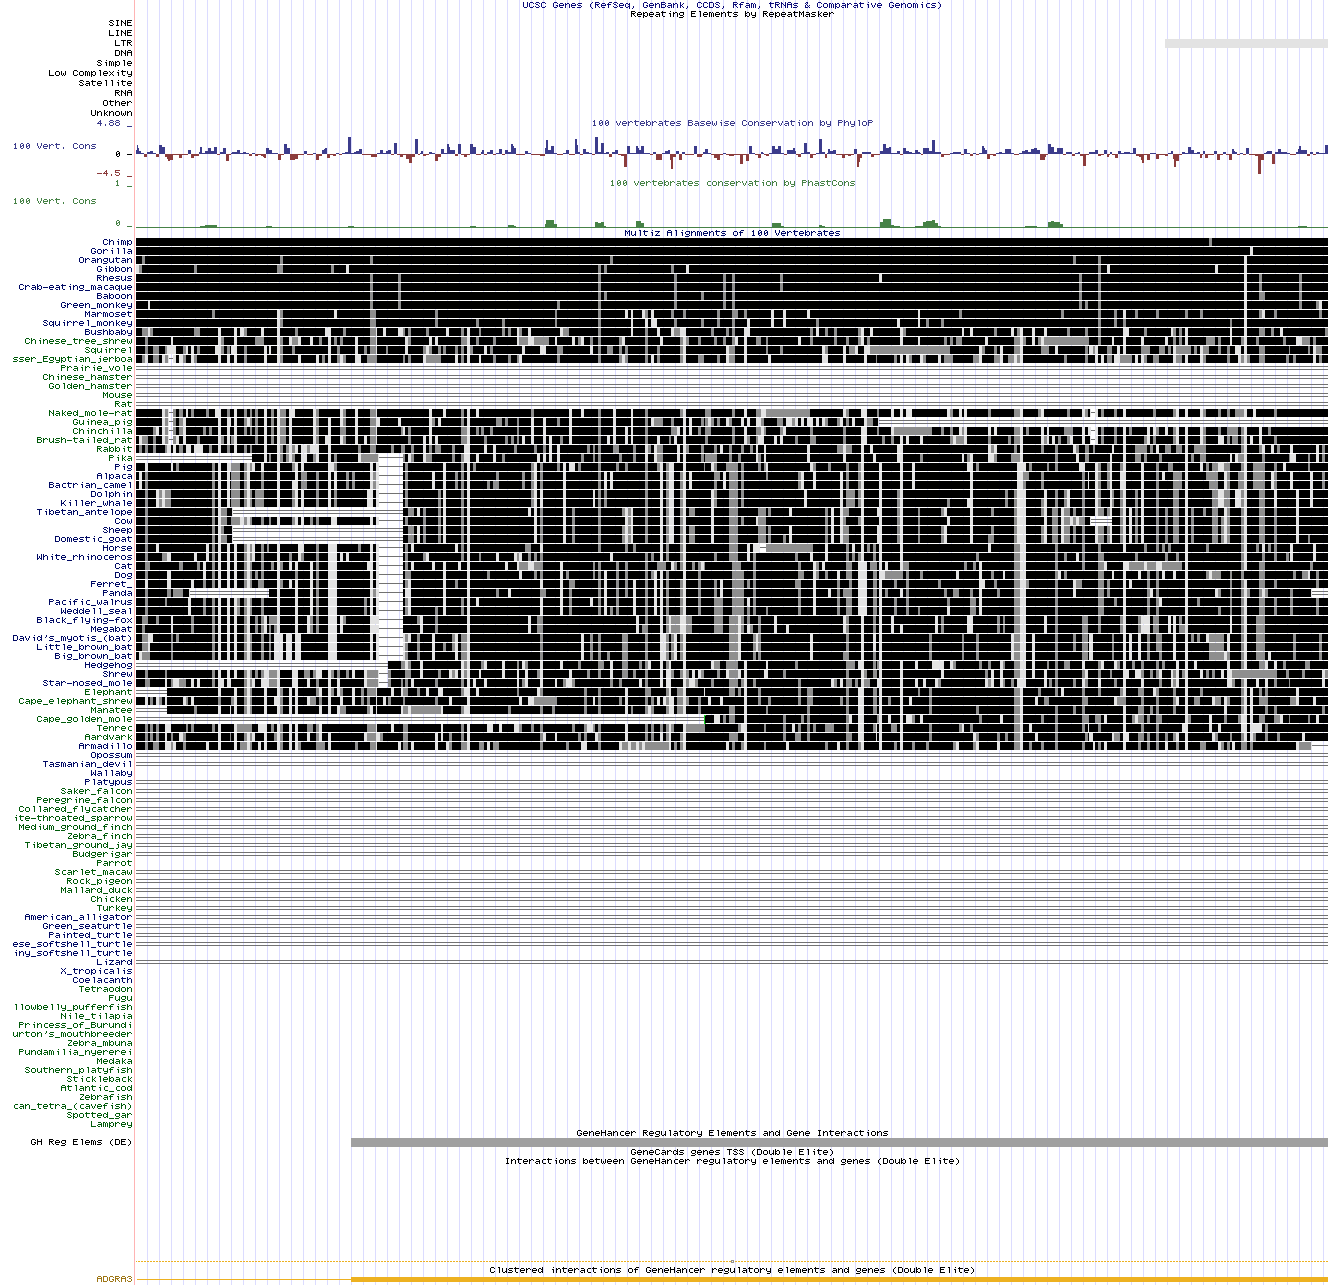 UCSC Genes (RefSeq, GenBank, CCDS, Rfam, tRNAs & Comparative Genomics)
Repeating Elements by RepeatMasker
SINE
LINE
LTR
DNA
Simple
Low Complexity
Satellite
RNA
Other
Unknown
4.88 _
100 vertebrates Basewise Conservation by PhyloP
100 Vert. Cons
0 _
-4.5 _
1 _
100 vertebrates conservation by PhastCons
100 Vert. Cons
0 _
Multiz Alignments of 100 Vertebrates
Chimp
Gorilla
Orangutan
Gibbon
Rhesus
Crab-eating_macaque
Baboon
Green_monkey
Marmoset
Squirrel_monkey
Bushbaby
Chinese_tree_shrew
Squirrel
sser_Egyptian_jerboa
Prairie_vole
Chinese_hamster
Golden_hamster
Mouse
Rat
Naked_mole-rat
Guinea_pig
Chinchilla
Brush-tailed_rat
Rabbit
Pika
Pig
Alpaca
Bactrian_camel
Dolphin
Killer_whale
Tibetan_antelope
Cow
Sheep
Domestic_goat
Horse
White_rhinoceros
Cat
Dog
Ferret_
Panda
Pacific_walrus
Weddell_seal
Black_flying-fox
Megabat
David's_myotis_(bat)
Little_brown_bat
Big_brown_bat
Hedgehog
Shrew
Star-nosed_mole
Elephant
Cape_elephant_shrew
Manatee
Cape_golden_mole
Tenrec
Aardvark
Armadillo
Opossum
Tasmanian_devil
Wallaby
Platypus
Saker_falcon
Peregrine_falcon
Collared_flycatcher
ite-throated_sparrow
Medium_ground_finch
Zebra_finch
Tibetan_ground_jay
Budgerigar
Parrot
Scarlet_macaw
Rock_pigeon
Mallard_duck
Chicken
Turkey
American_alligator
Green_seaturtle
Painted_turtle
ese_softshell_turtle
iny_softshell_turtle
Lizard
X_tropicalis
Coelacanth
Tetraodon
Fugu
llowbelly_pufferfish
Nile_tilapia
Princess_of_Burundi
urton's_mouthbreeder
Zebra_mbuna
Pundamilia_nyererei
Medaka
Southern_platyfish
Stickleback
Atlantic_cod
Zebrafish
can_tetra_(cavefish)
Spotted_gar
Lamprey
GeneHancer Regulatory Elements and Gene Interactions
GH Reg Elems (DE)
GeneCards genes TSS (Double Elite)
Interactions between GeneHancer regulatory elements and genes (Double Elite)
Clustered interactions of GeneHancer regulatory elements and genes (Double Elite)
ADGRA3